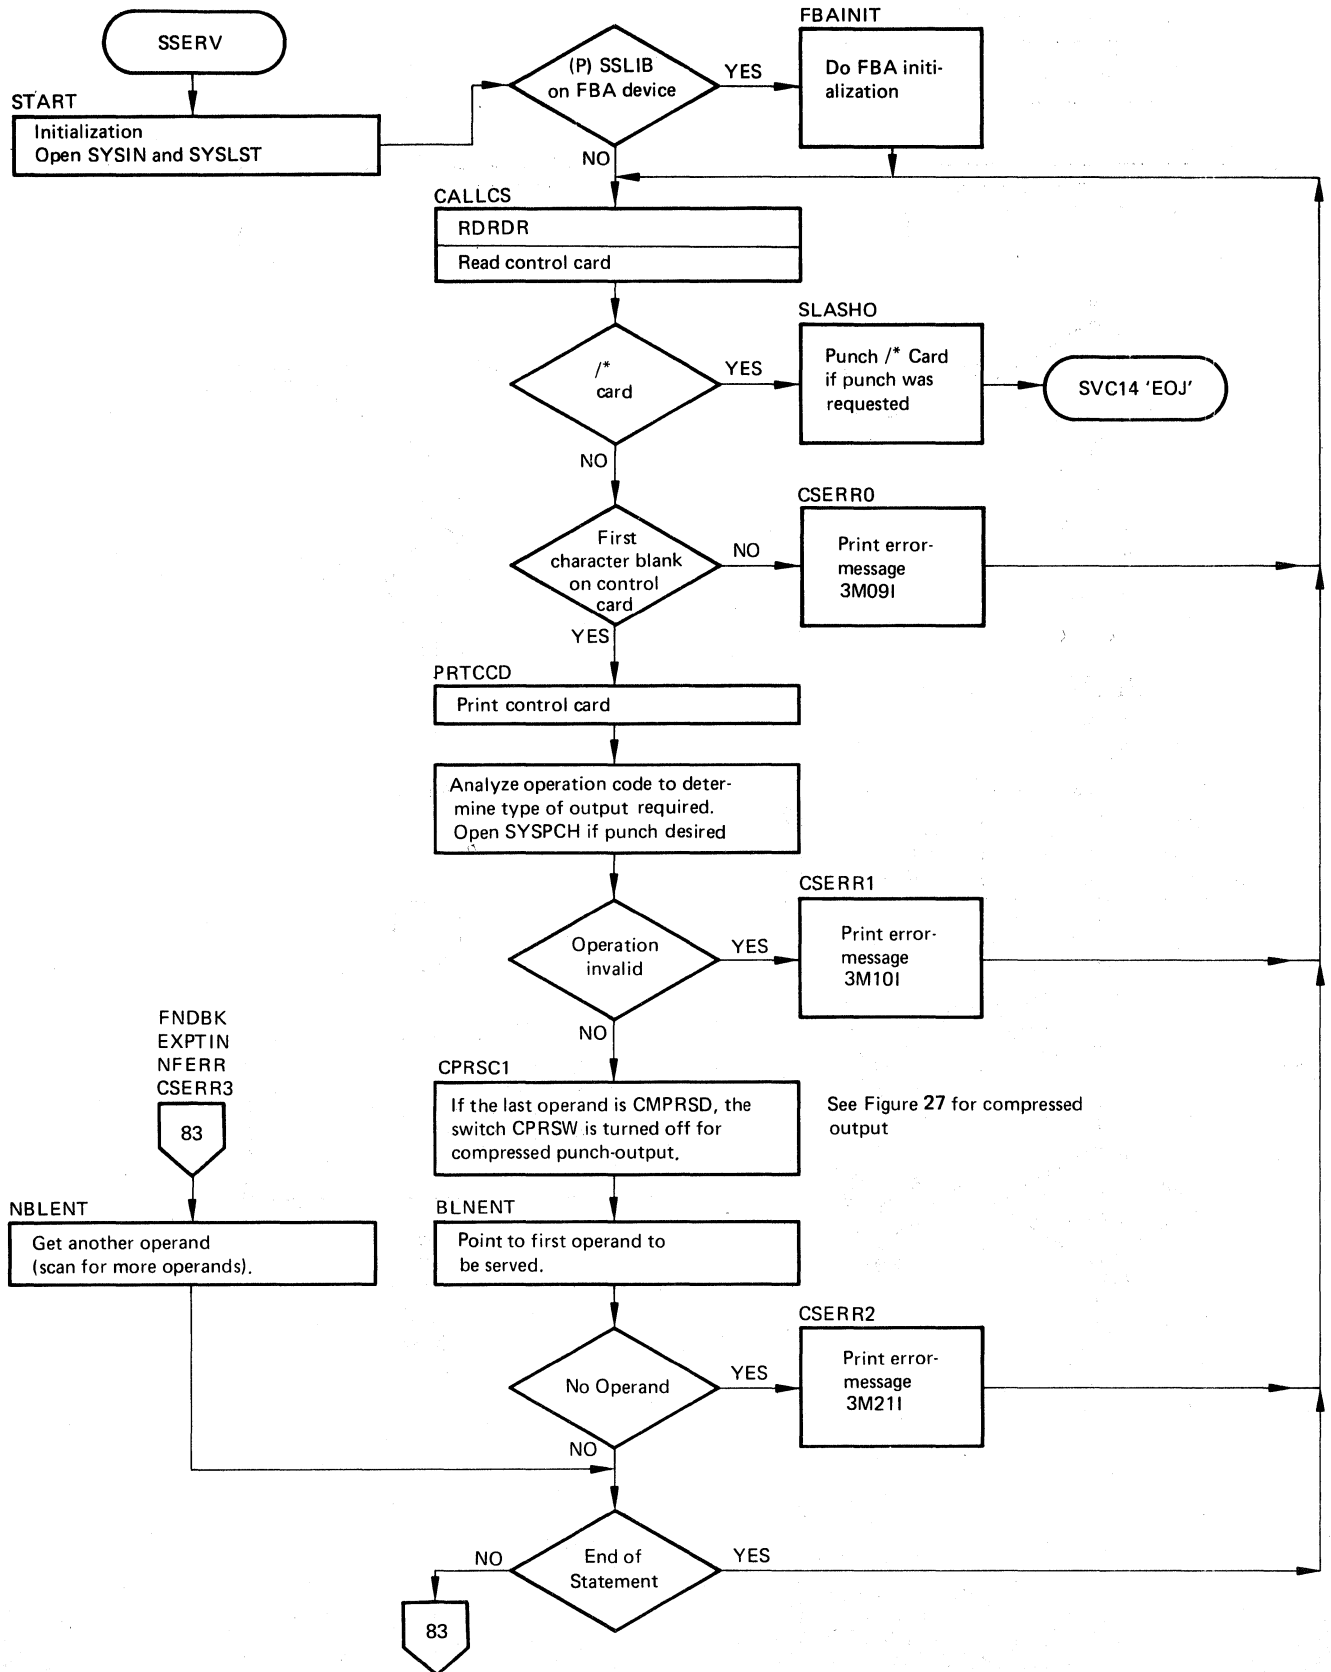 SSERV
START
Initialization
Open SYSIN and SYSLST
(P) SSLIB
on FBA device
YES
NO
FBAINIT
Do FBA initi-
alization
CALLCS
RDRDR
Read control card
/*
card
YES
NO
SLASHO
Punch /* Card
if punch was
requested
SVC14 'EOJ'
First
character blank
on control
card
NO
YES
CSERR0
Print error-
message
3M09I
PRTCCD
Print control card
Analyze operation code to deter-
mine type of output required.
Open SYSPCH if punch desired
Operation
invalid
YES
NO
CSERR1
Print error-
message
3M10I
FNDBK
EXPTIN
NFERR
CSERR3
83
NBLENT
Get another operand
(scan for more operands).
CPRSC1
If the last operand is CMPRSD, the
switch CPRSW is turned off for
compressed punch-output.
See Figure 27 for compressed
output
BLNENT
Point to first operand to
be served.
No Operand
YES
NO
CSERR2
Print error-
message
3M21I
End of
Statement
NO
YES
83